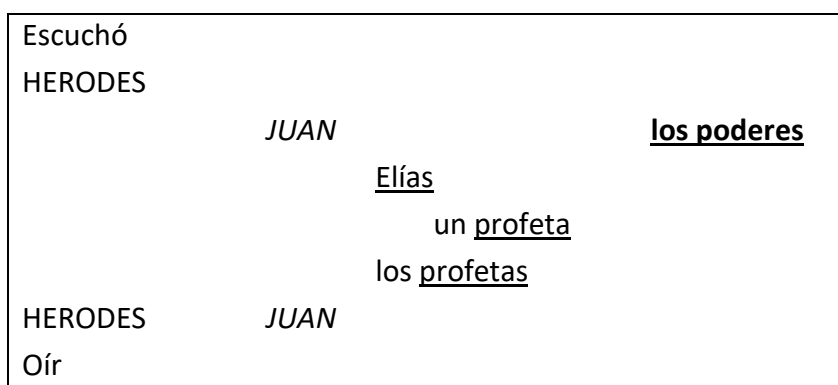 Escuchó
HERODES
JUAN los poderes
Elías
un profeta
los profetas
HERODES JUAN
Oír